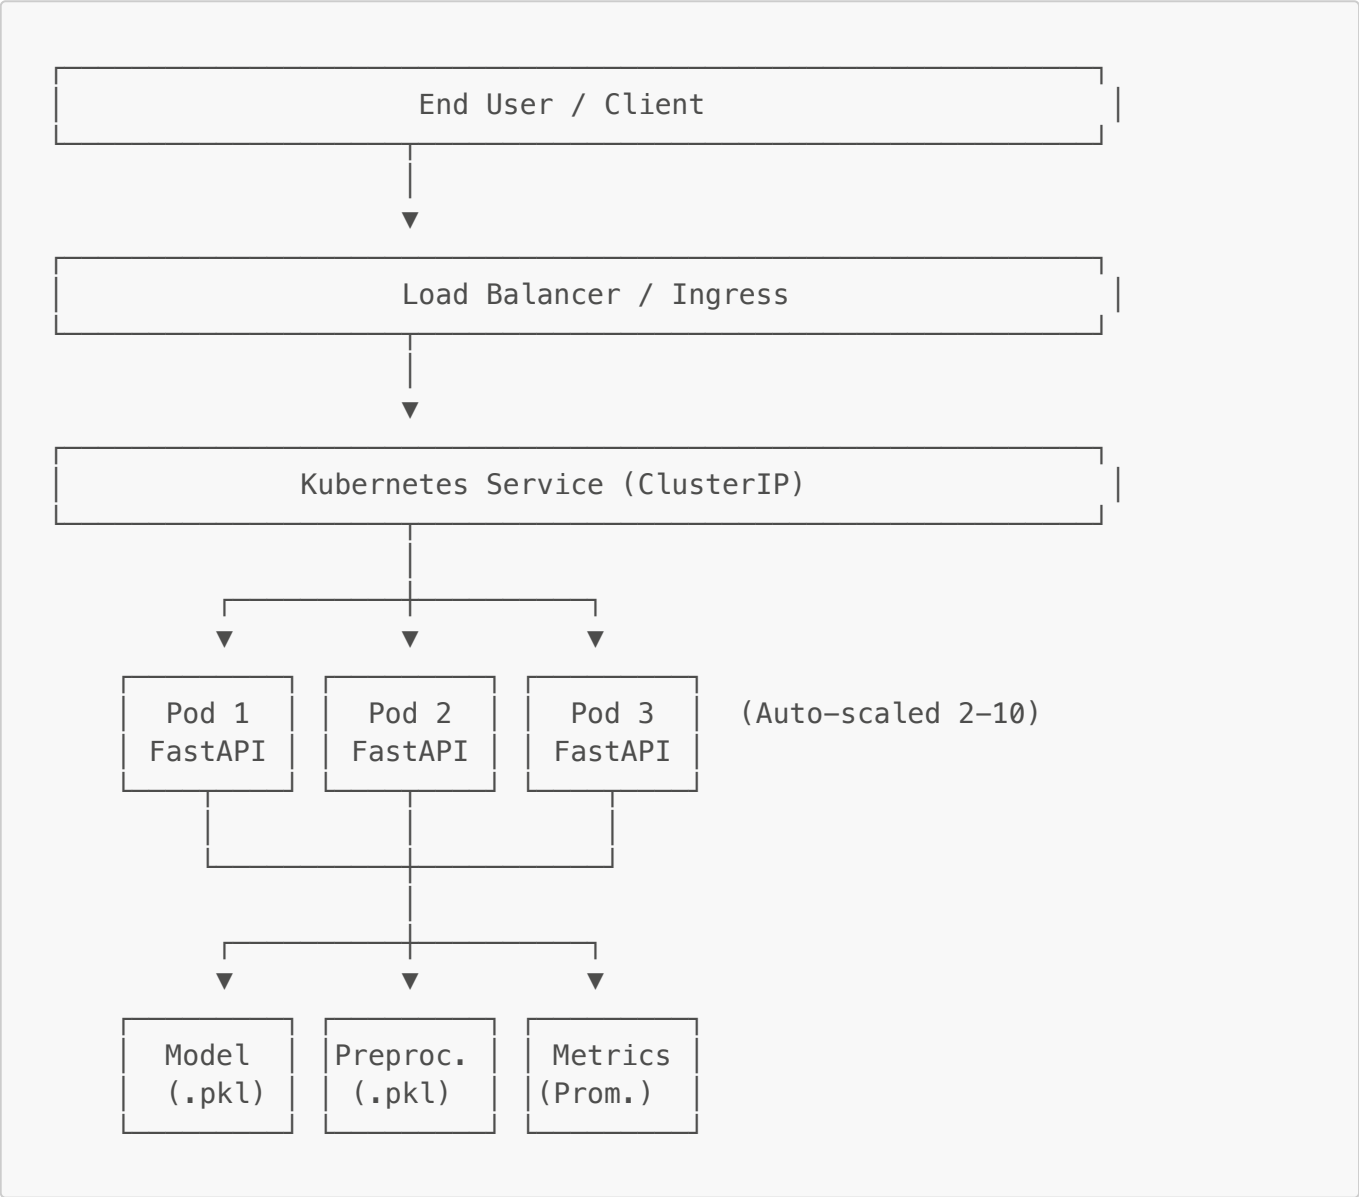 End User / Client
Load Balancer / Ingress
Kubernetes Service (ClusterIP)
Pod 1 Pod 2 Pod 3 (Auto-scaled 2-10)
FastAPI FastAPI FastAPI
Model Preproc. Metrics
(.pkl) (.pkl) (Prom.)